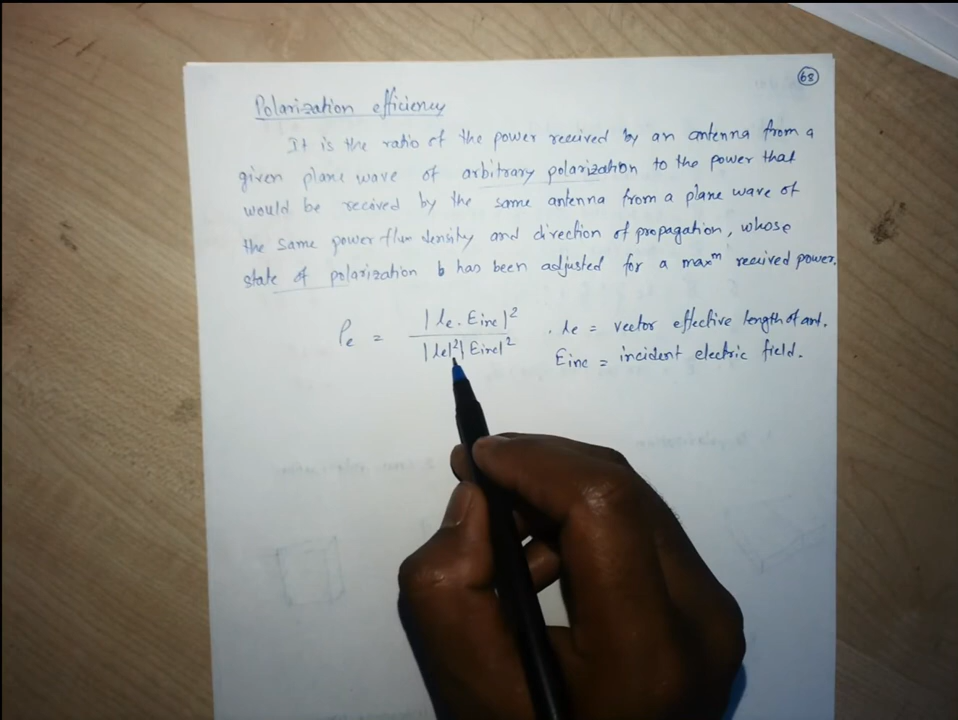 68
Polarization efficiency
It is the ratio of the power received by an antenna from a
given plane wave of arbitrary polarization to the power that
would be recived by the same antenna from a plane wave of
the same power flux density and direction of propagation, whose
state of polarization b has been adjusted for a maxᵐ received power.
Pe = |le . Einc|² / |le|²|Einc|² . le = vector effective length of ant.
Einc = incident electric field.